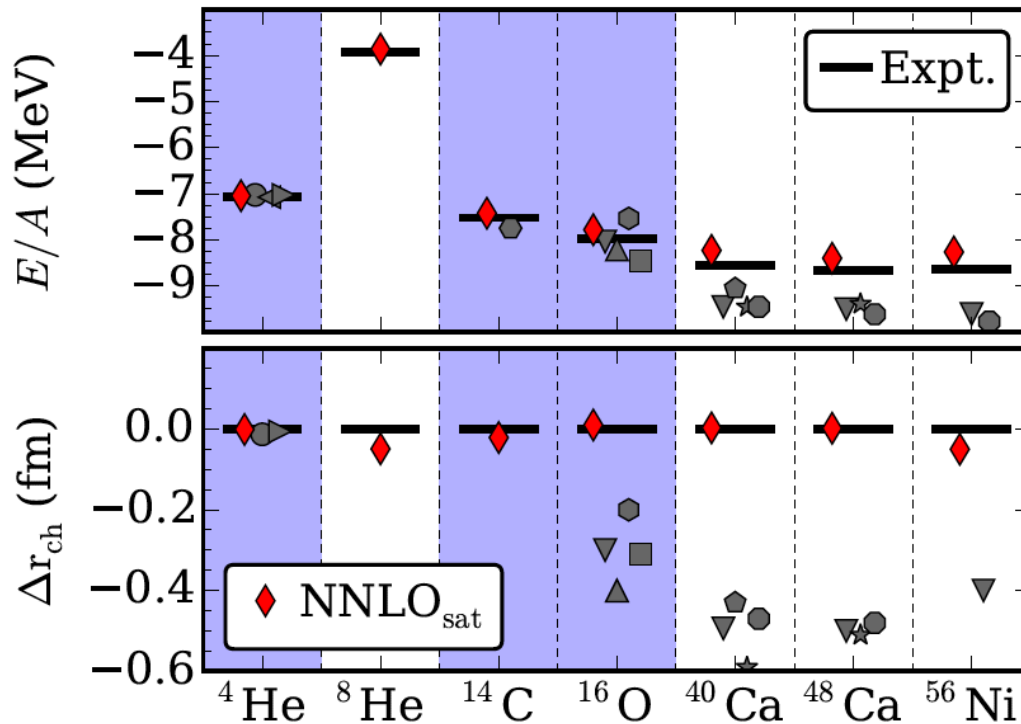 −4
−5
−6
−7
−8
−9
E/A (MeV)
Expt.
0.0
−0.2
−0.4
−0.6
Δr_ch (fm)
NNLO_sat
⁴He ⁸He ¹⁴C ¹⁶O ⁴⁰Ca ⁴⁸Ca ⁵⁶Ni